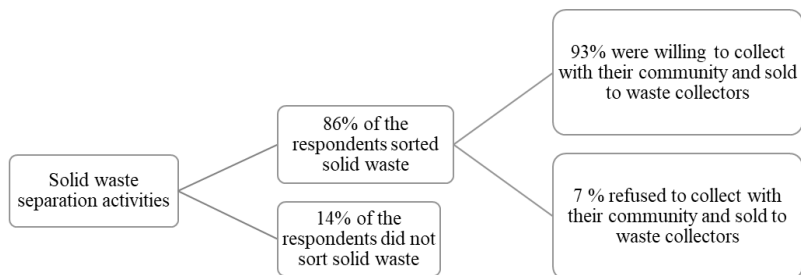 Solid waste
separation activities
86% of the
respondents sorted
solid waste
14% of the
respondents did not
sort solid waste
93% were willing to collect
with their community and sold
to waste collectors
7 % refused to collect with
their community and sold to
waste collectors